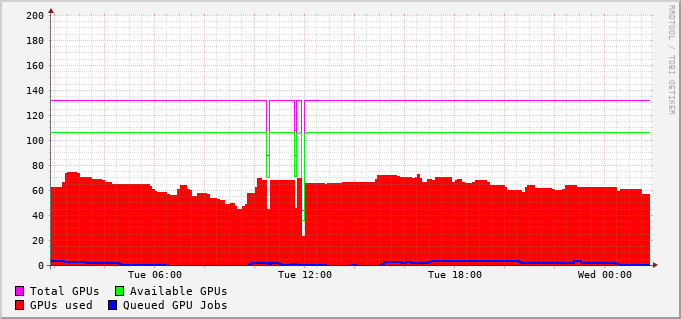 200
180
160
140
120
100
80
60
40
20
0
Tue 06:00 Tue 12:00 Tue 18:00 Wed 00:00
Total GPUs Available GPUs
GPUs used Queued GPU Jobs
RRDTOOL / TOBI OETIKER